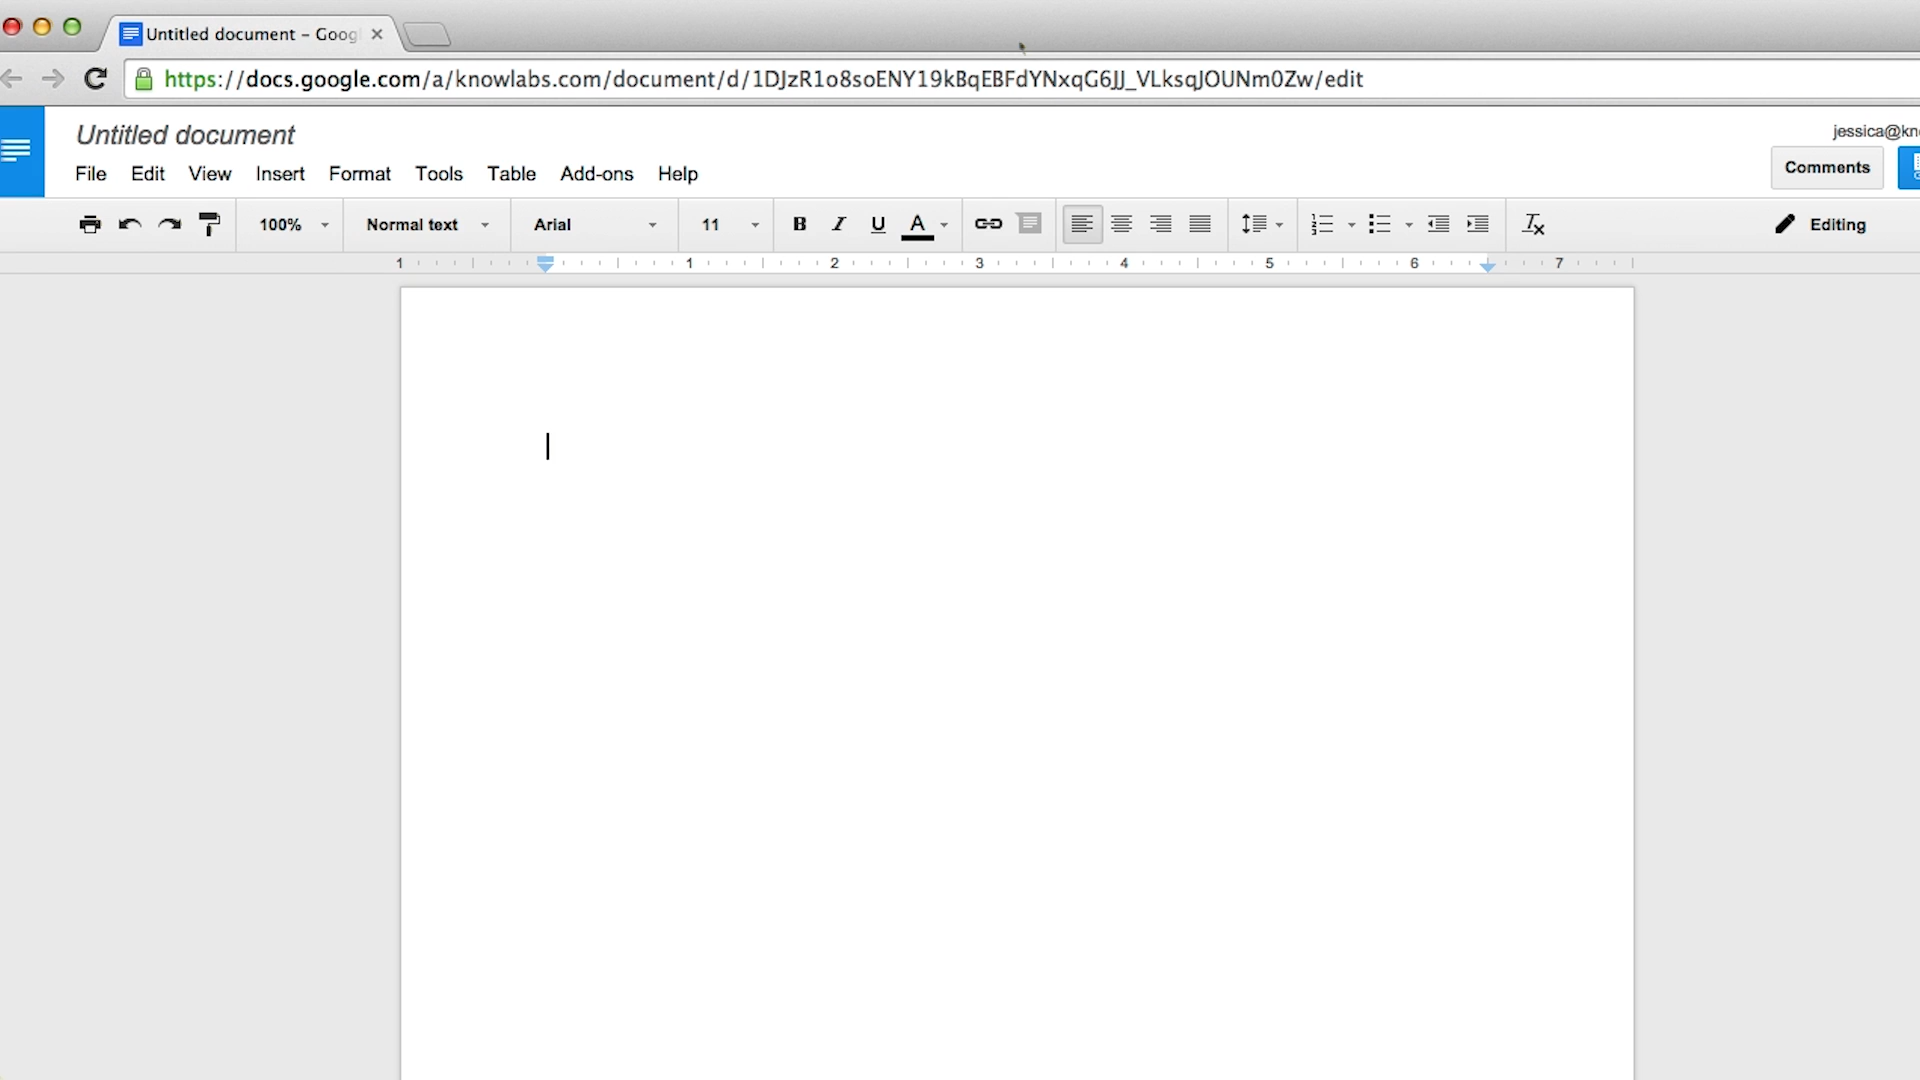 Untitled document – Goog
https://docs.google.com/a/knowlabs.com/document/d/1DJzR1o8soENY19kBqEBFdYNxqG6JJ_VLksqJOUNm0Zw/edit
Untitled document
jessica@kn
File Edit View Insert Format Tools Table Add-ons Help
Comments
100% Normal text Arial 11 B I U A Editing
1 1 2 3 4 5 6 7